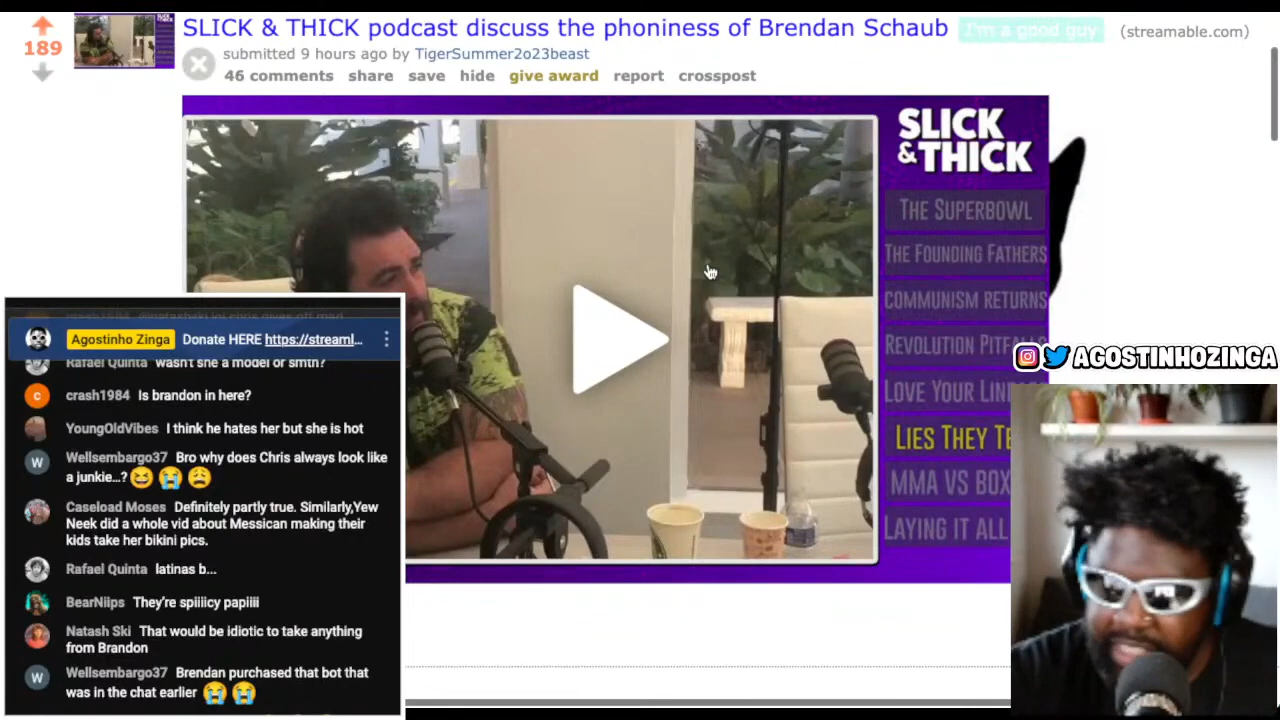 SLICK & THICK podcast discuss the phoniness of Brendan Schaub I'm a good guy (streamable.com)
189
submitted 9 hours ago by TigerSummer2o23beast
46 comments share save hide give award report crosspost
SLICK
& THICK
THE SUPERBOWL
THE FOUNDING FATHERS
COMMUNISM RETURNS
REVOLUTION
LOVE YOUR
LIES THEY
MMA VS
LAYING IT ALL
AGOSTINHOZINGA
Agostinho Zinga Donate HERE https://streaml...
Rafael Quinta wasn't she a model or smth?
crash1984 Is brandon in here?
YoungOldVibes I think he hates her but she is hot
Wellsembargo37 Bro why does Chris always look like
a junkie...? 😆 😭 😩
Caseload Moses Definitely partly true. Similarly,Yew
Neek did a whole vid about Messican making their
kids take her bikini pics.
Rafael Quinta latinas b...
BearNiips They're spiiiicy papiiii
Natash Ski That would be idiotic to take anything
from Brandon
Wellsembargo37 Brendan purchased that bot that
was in the chat earlier 😭 😭